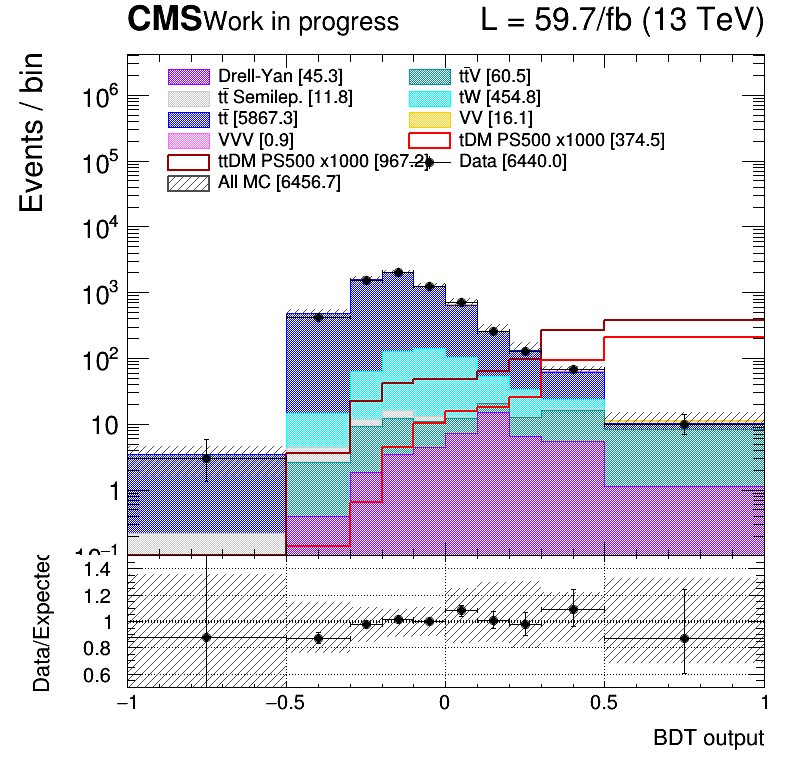 CMS Work in progress L = 59.7/fb (13 TeV)
Events / bin
Drell-Yan [45.3] tt̄V [60.5]
tt̄ Semilep. [11.8] tW [454.8]
tt̄ [5867.3] VV [16.1]
VVV [0.9] tDM PS500 x1000 [374.5]
ttDM PS500 x1000 [967.2] Data [6440.0]
All MC [6456.7]
10⁶
10⁵
10⁴
10³
10²
10
1
10⁻¹
Data/Expected
1.4
1.2
1
0.8
0.6
−1 −0.5 0 0.5 1
BDT output